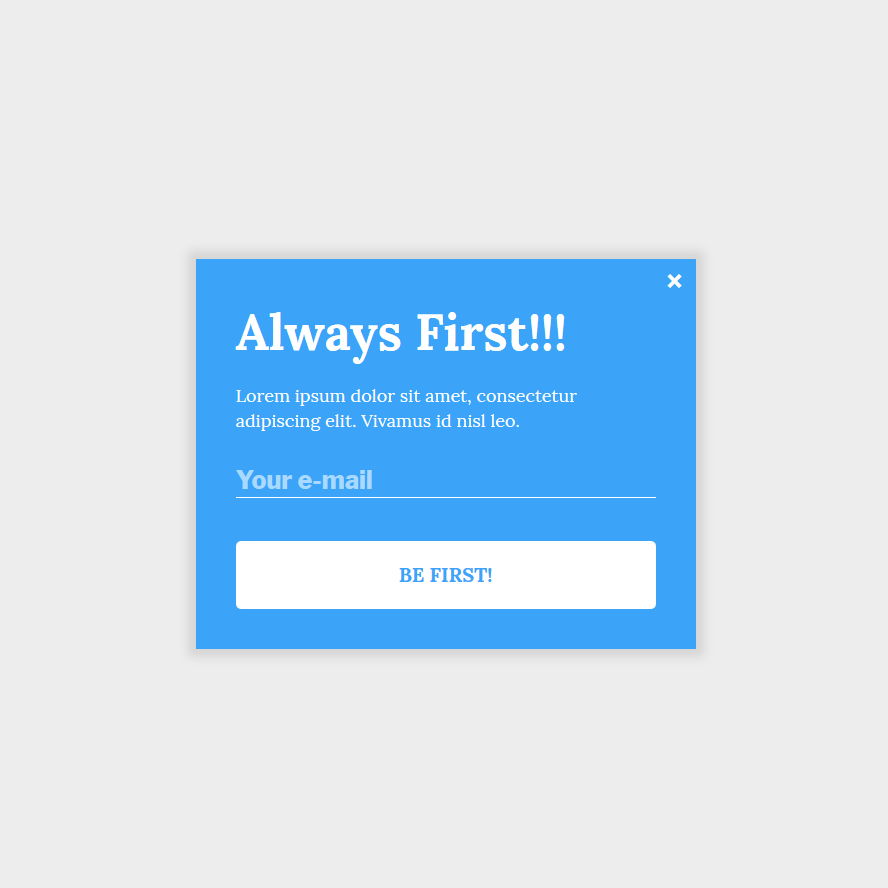 Always First!!!
Lorem ipsum dolor sit amet, consectetur
adipiscing elit. Vivamus id nisl leo.
Your e-mail
BE FIRST!